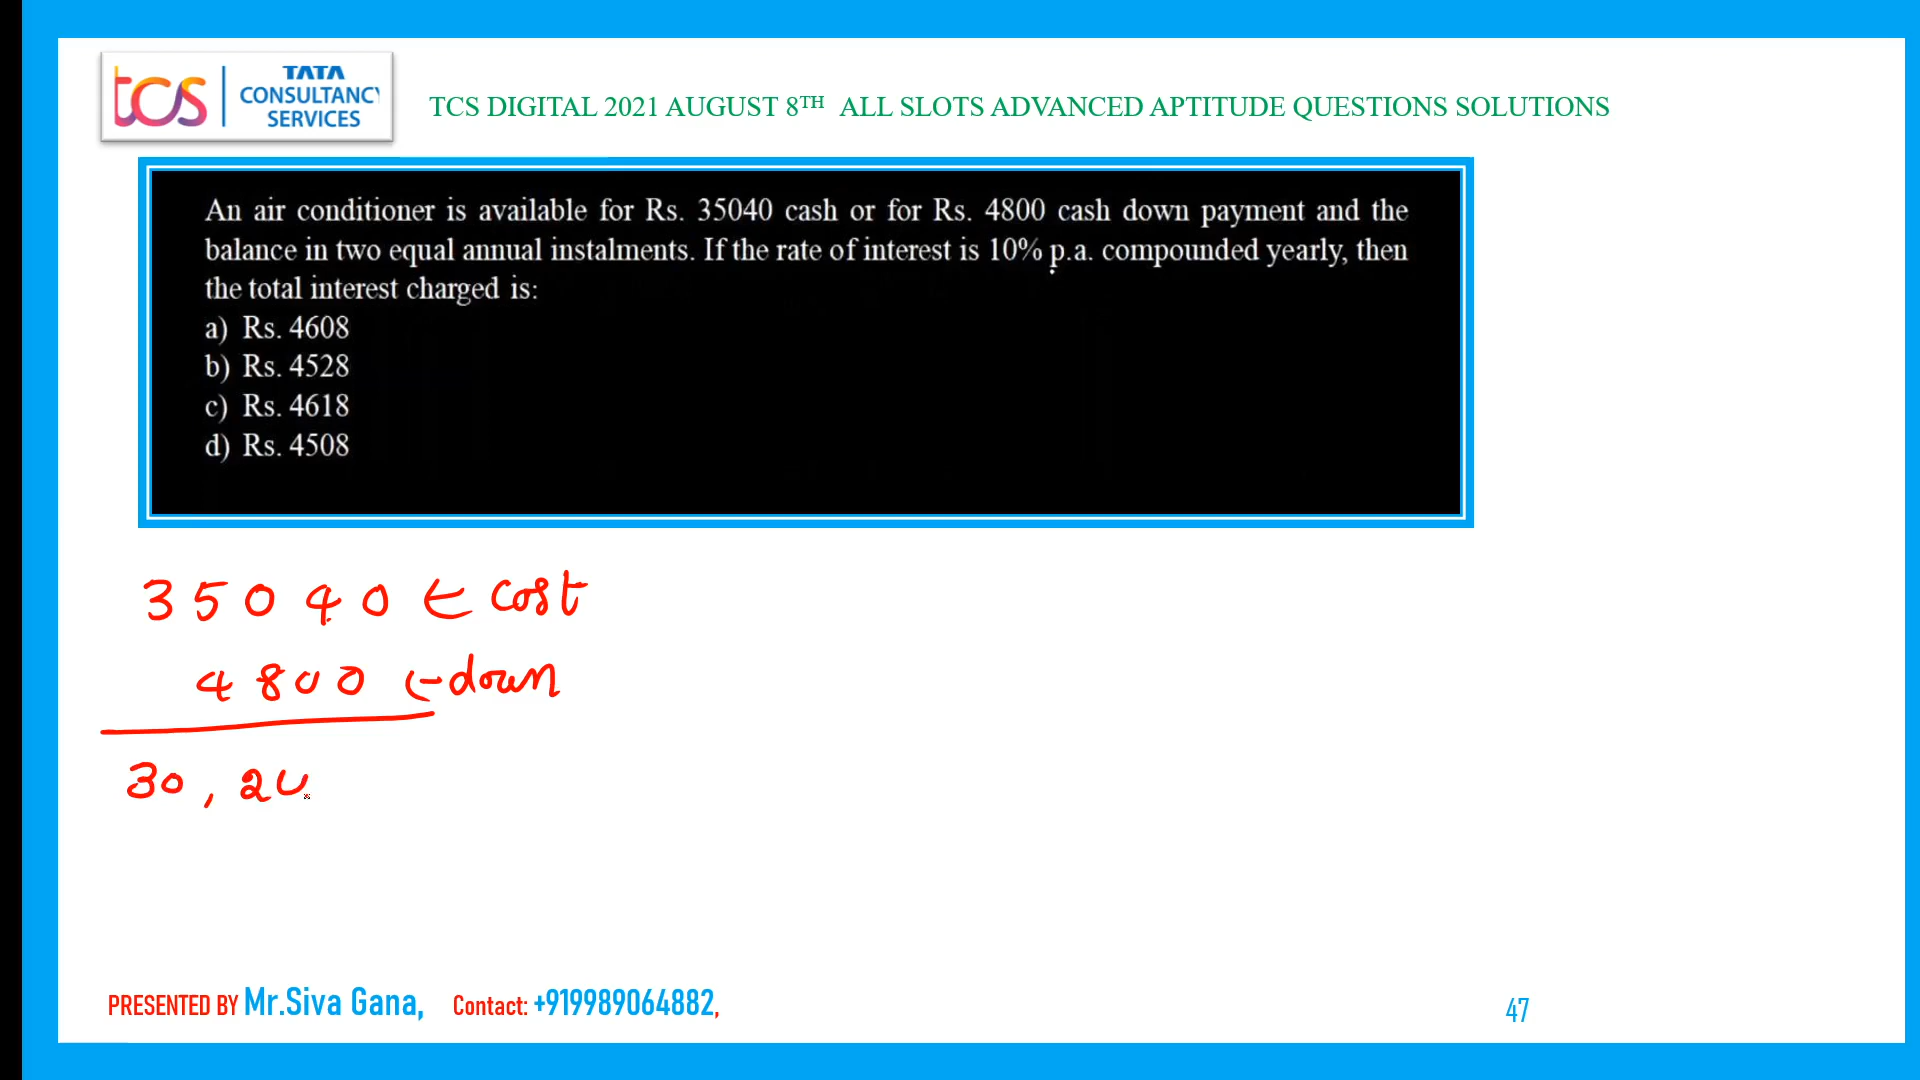 tcs
TATA
CONSULTANCY
SERVICES
TCS DIGITAL 2021 AUGUST 8TH ALL SLOTS ADVANCED APTITUDE QUESTIONS SOLUTIONS
An air conditioner is available for Rs. 35040 cash or for Rs. 4800 cash down payment and the
balance in two equal annual instalments. If the rate of interest is 10% p.a. compounded yearly, then
the total interest charged is:
a) Rs. 4608
b) Rs. 4528
c) Rs. 4618
d) Rs. 4508
35040 ← cost
4800 ← down
30, 24
PRESENTED BY Mr.Siva Gana, Contact: +919989064882,
47